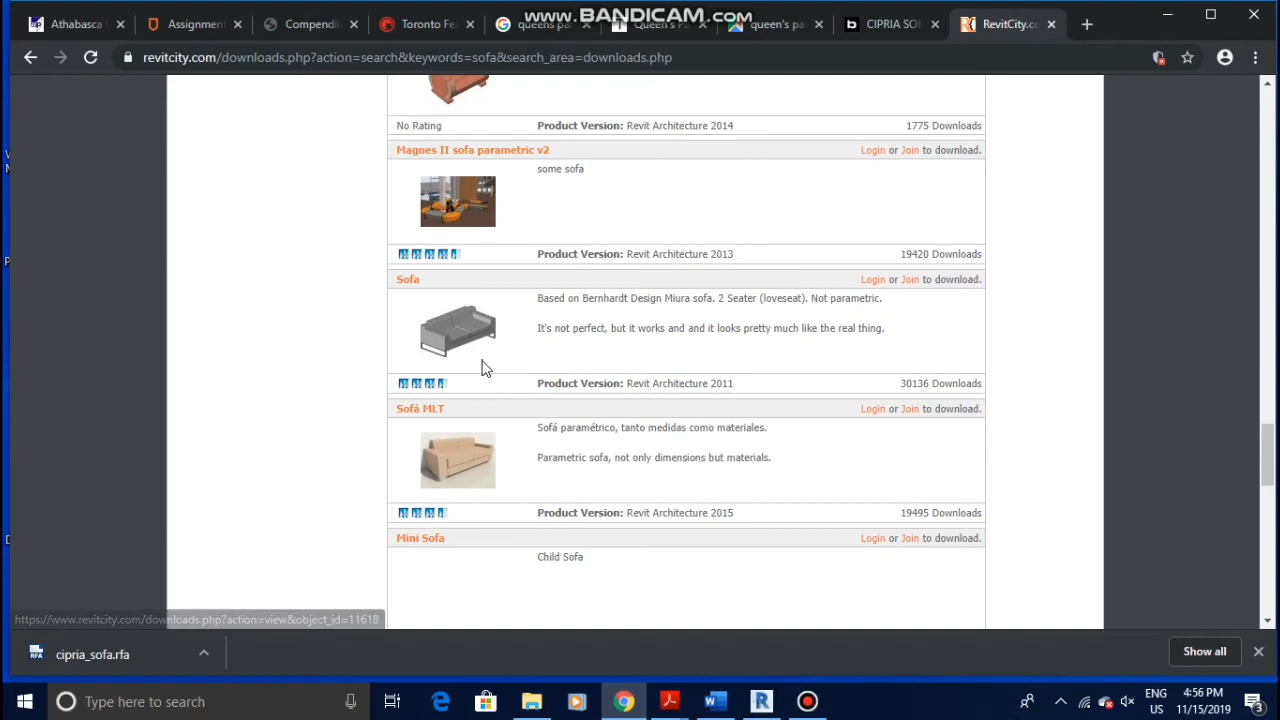 www.BANDICAM.com
Athabasca
Assignment
Compendiu
Toronto Fe
queens pa
Queen's Pa
queen's pa
CIPRIA SOF
RevitCity.co
revitcity.com/downloads.php?action=search&keywords=sofa&search_area=downloads.php
No Rating Product Version: Revit Architecture 2014 1775 Downloads
Magnes II sofa parametric v2 Login or Join to download.
some sofa
Product Version: Revit Architecture 2013 19420 Downloads
Sofa Login or Join to download.
Based on Bernhardt Design Miura sofa. 2 Seater (loveseat). Not parametric.
It's not perfect, but it works and and it looks pretty much like the real thing.
Product Version: Revit Architecture 2011 30136 Downloads
Sofá MLT Login or Join to download.
Sofá paramétrico, tanto medidas como materiales.
Parametric sofa, not only dimensions but materials.
Product Version: Revit Architecture 2015 19495 Downloads
Mini Sofa Login or Join to download.
Child Sofa
https://www.revitcity.com/downloads.php?action=view&object_id=11618
cipria_sofa.rfa
Show all
Type here to search
ENG 4:56 PM
US 11/15/2019